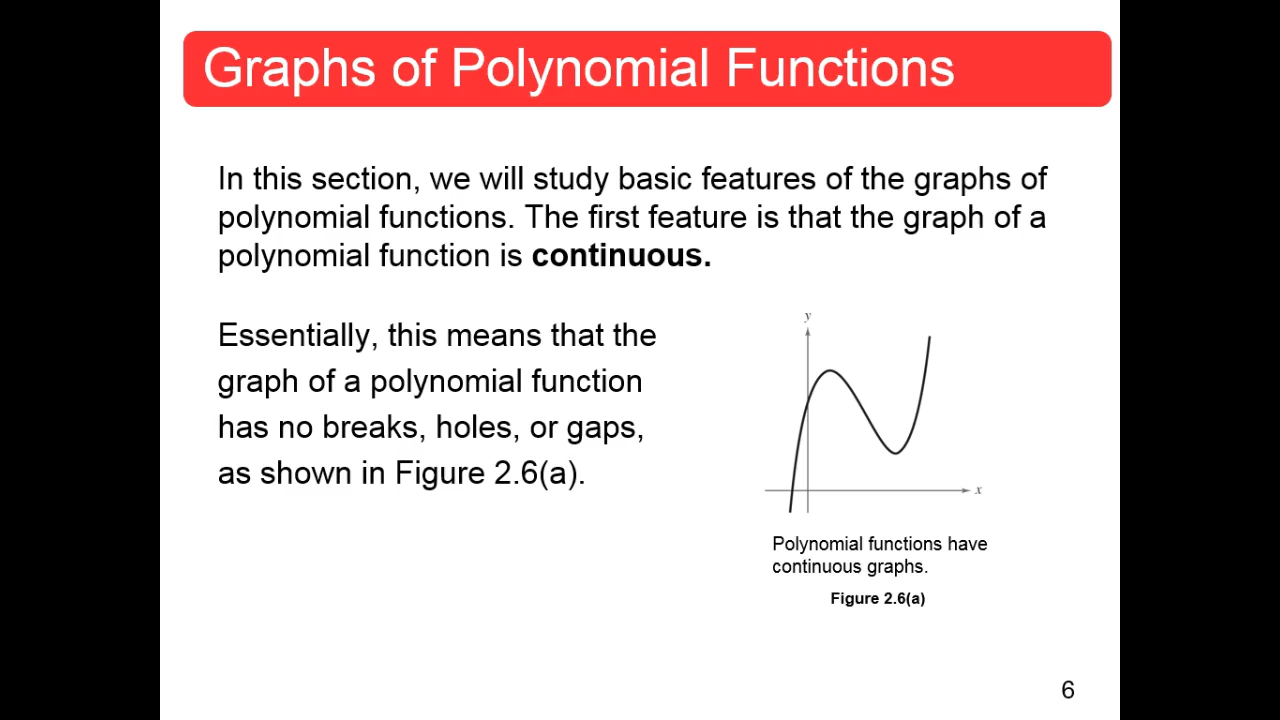 Graphs of Polynomial Functions
In this section, we will study basic features of the graphs of
polynomial functions. The first feature is that the graph of a
polynomial function is continuous.
Essentially, this means that the
graph of a polynomial function
has no breaks, holes, or gaps,
as shown in Figure 2.6(a).
y
x
Polynomial functions have
continuous graphs.
Figure 2.6(a)
6